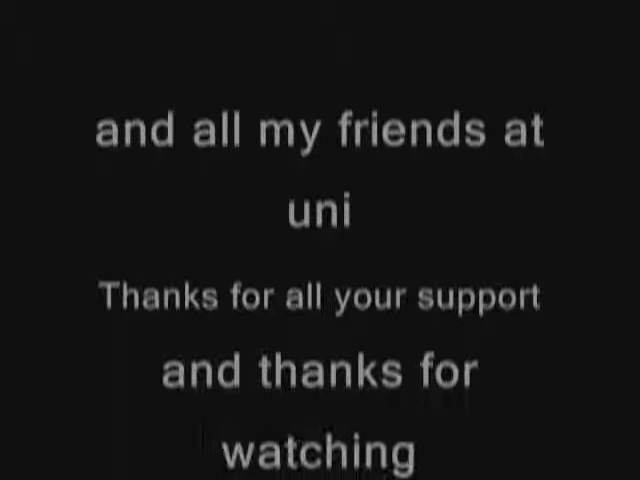 and all my friends at
uni
Thanks for all your support
and thanks for
watching